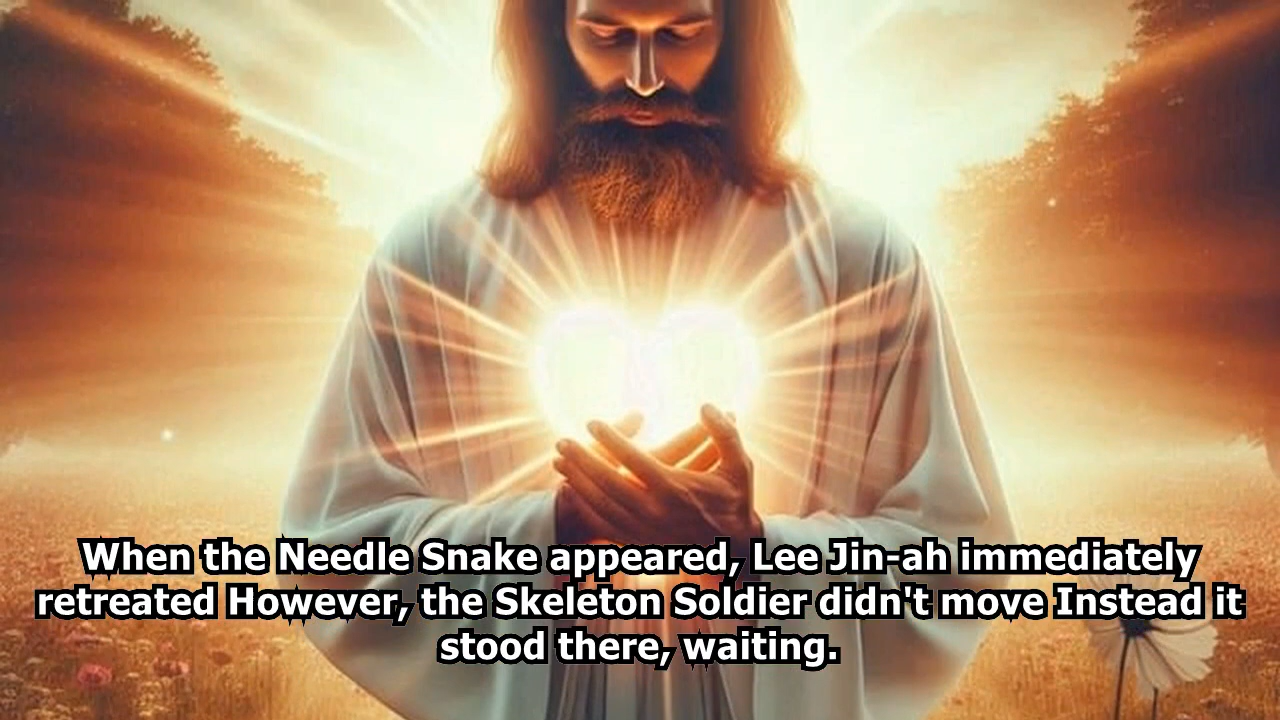 When the Needle Snake appeared, Lee Jin-ah immediately
retreated However, the Skeleton Soldier didn't move Instead it
stood there, waiting.